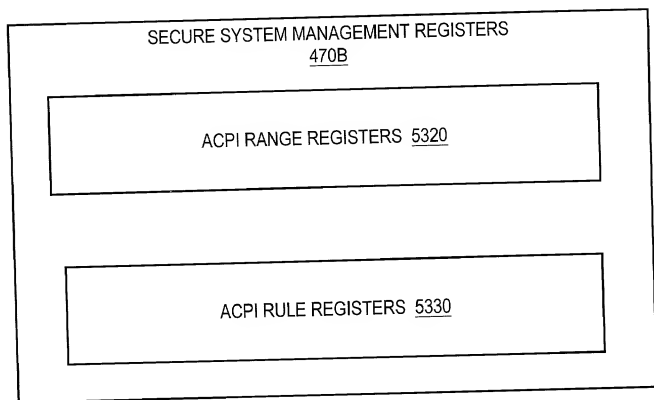 SECURE SYSTEM MANAGEMENT REGISTERS
470B
ACPI RANGE REGISTERS 5320
ACPI RULE REGISTERS 5330